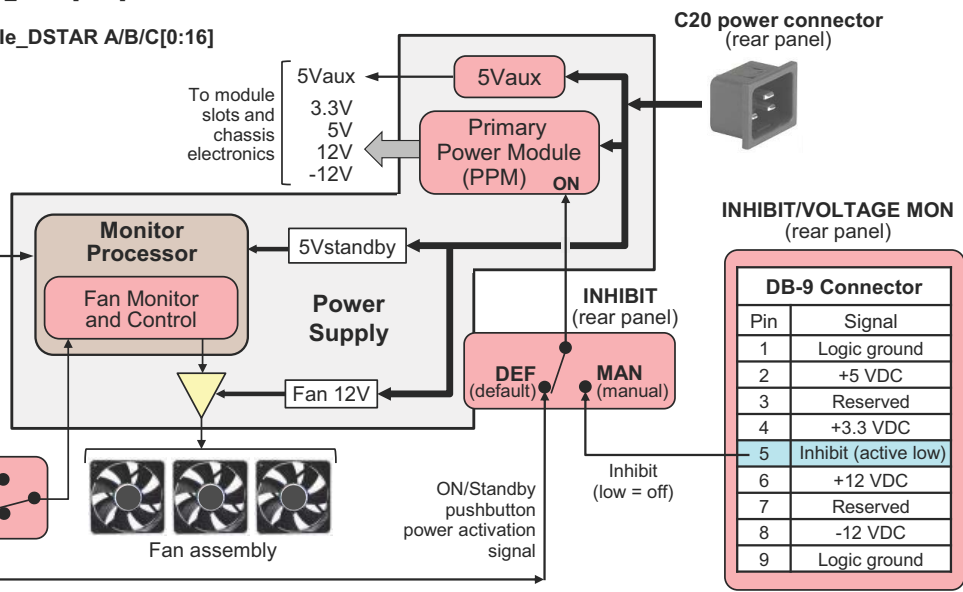 C20 power connector
(rear panel)
le_DSTAR A/B/C[0:16]
To module
slots and
chassis
electronics
5Vaux
3.3V
5V
12V
-12V
5Vaux
Primary
Power Module
(PPM)
ON
INHIBIT/VOLTAGE MON
(rear panel)
Monitor
Processor
Fan Monitor
and Control
5Vstandby
Power
Supply
Fan 12V
INHIBIT
(rear panel)
DEF
(default)
MAN
(manual)
DB-9 Connector
Pin Signal
1 Logic ground
2 +5 VDC
3 Reserved
4 +3.3 VDC
5 Inhibit (active low)
6 +12 VDC
7 Reserved
8 -12 VDC
9 Logic ground
Inhibit
(low = off)
ON/Standby
pushbutton
power activation
signal
Fan assembly